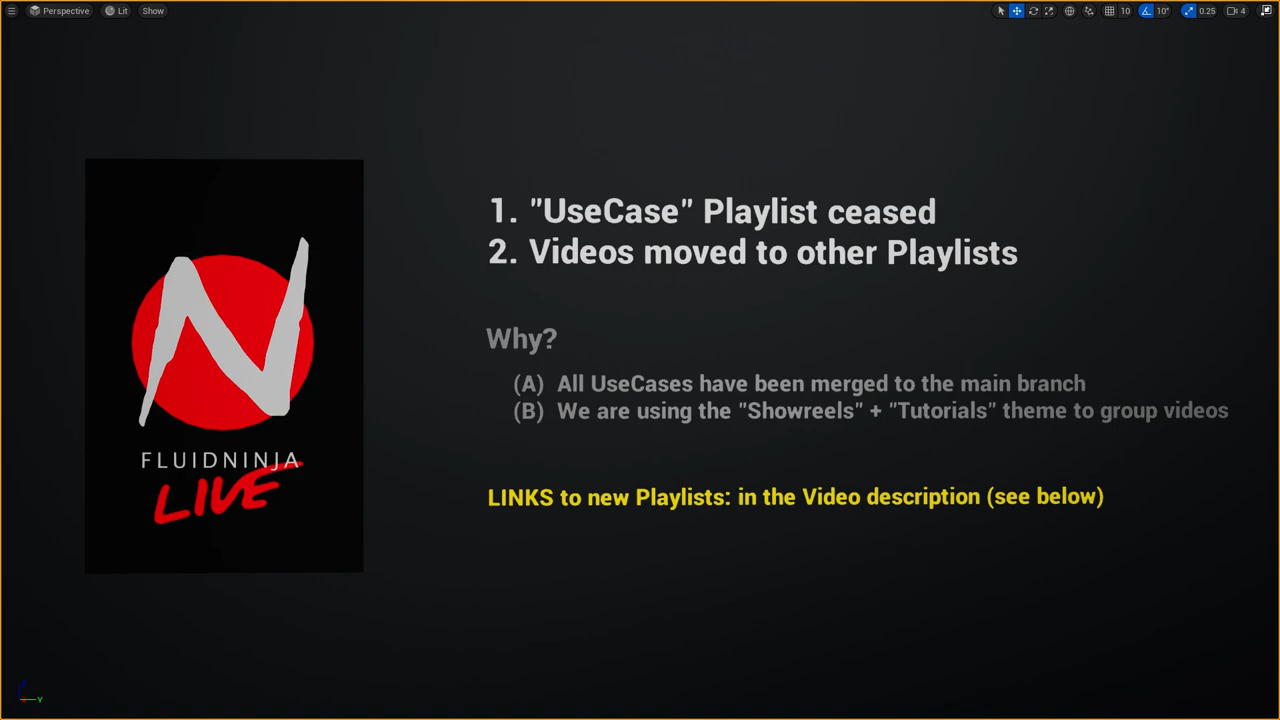 Perspective
Lit
Show
10
10°
0.25
4
1. "UseCase" Playlist ceased
2. Videos moved to other Playlists
Why?
(A) All UseCases have been merged to the main branch
(B) We are using the "Showreels" + "Tutorials" theme to group videos
N
FLUIDNINJA
LIVE
LINKS to new Playlists: in the Video description (see below)
Y